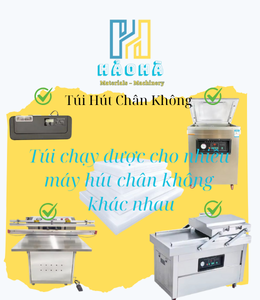 HÀOHÀ
Materials - Machinery
Túi Hút Chân Không
Túi chạy được cho nhiều
máy hút chân không
khác nhau